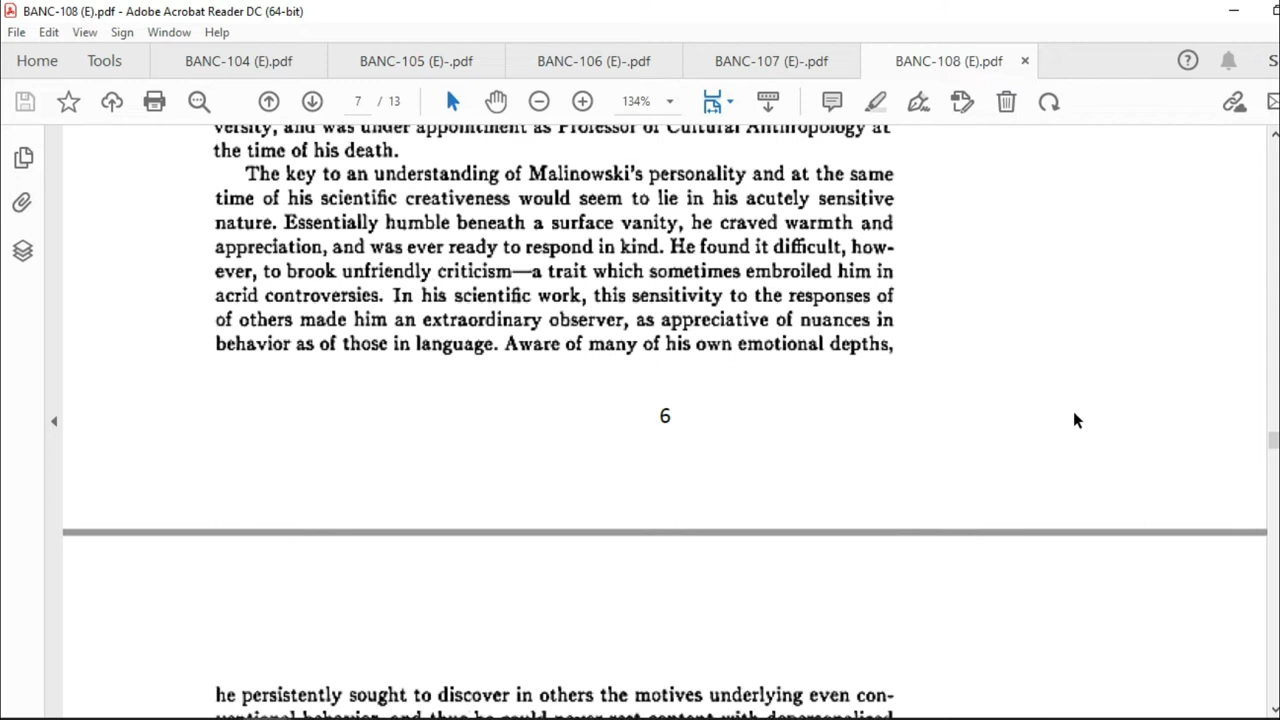 BANC-108 (E).pdf - Adobe Acrobat Reader DC (64-bit)
File Edit View Sign Window Help
Home Tools BANC-104 (E).pdf BANC-105 (E)-.pdf BANC-106 (E)-.pdf BANC-107 (E)-.pdf BANC-108 (E).pdf × S
7 / 13 134%
versity, and was under appointment as Professor of Cultural Anthropology at
the time of his death.
The key to an understanding of Malinowski's personality and at the same
time of his scientific creativeness would seem to lie in his acutely sensitive
nature. Essentially humble beneath a surface vanity, he craved warmth and
appreciation, and was ever ready to respond in kind. He found it difficult, how-
ever, to brook unfriendly criticism—a trait which sometimes embroiled him in
acrid controversies. In his scientific work, this sensitivity to the responses of
of others made him an extraordinary observer, as appreciative of nuances in
behavior as of those in language. Aware of many of his own emotional depths,
6
he persistently sought to discover in others the motives underlying even con-
ventional behavior, and thus he could never rest content with depersonalized